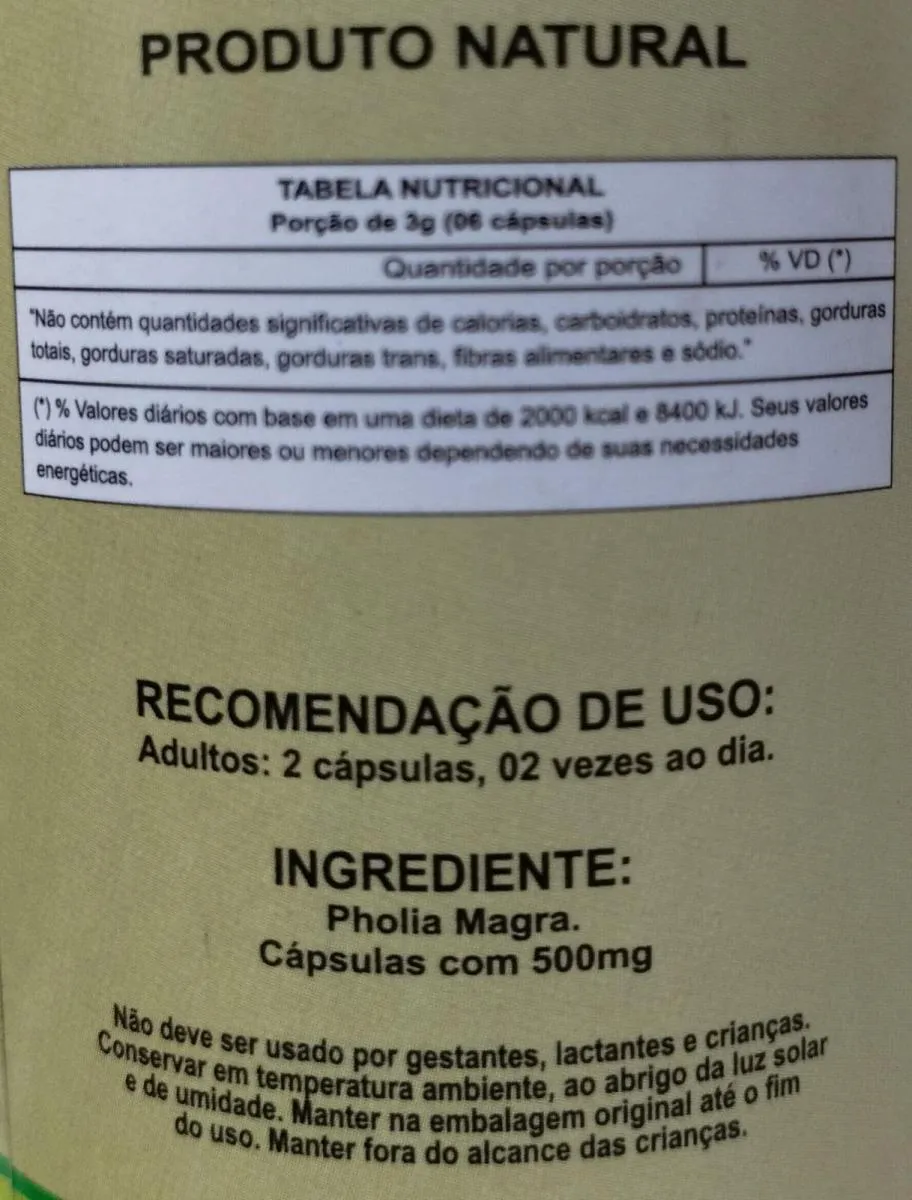 PRODUTO NATURAL
TABELA NUTRICIONAL
Porção de 3g (06 cápsulas)
Quantidade por porção % VD (*)
"Não contém quantidades significativas de calorias, carboidratos, proteínas, gorduras
totais, gorduras saturadas, gorduras trans, fibras alimentares e sódio."
(*) % Valores diários com base em uma dieta de 2000 kcal e 8400 kJ. Seus valores
diários podem ser maiores ou menores dependendo de suas necessidades
energéticas.
RECOMENDAÇÃO DE USO:
Adultos: 2 cápsulas, 02 vezes ao dia.
INGREDIENTE:
Pholia Magra.
Cápsulas com 500mg
Não deve ser usado por gestantes, lactantes e crianças.
Conservar em temperatura ambiente, ao abrigo da luz solar
e de umidade. Manter na embalagem original até o fim
do uso. Manter fora do alcance das crianças.